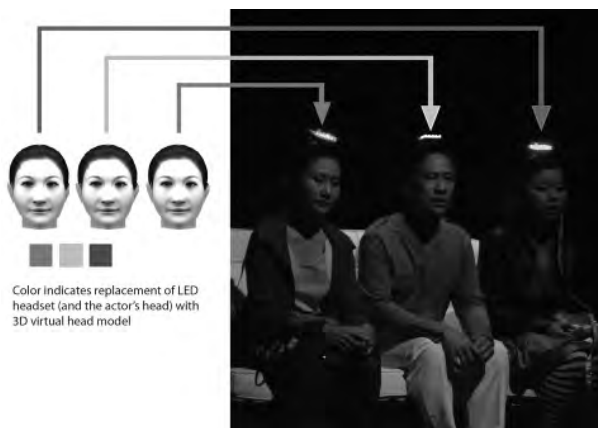 Color indicates replacement of LED
headset (and the actor's head) with
3D virtual head model